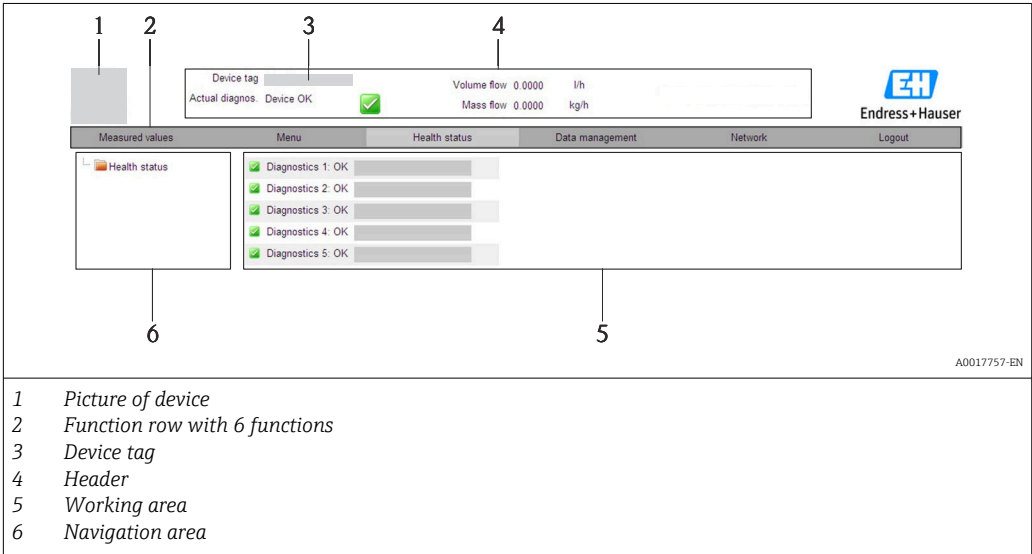 1 2 3 4
Device tag
Volume flow 0.0000 l/h
Actual diagnos. Device OK
Mass flow 0.0000 kg/h
EH
Endress+Hauser
Measured values Menu Health status Data management Network Logout
Health status
Diagnostics 1: OK
Diagnostics 2: OK
Diagnostics 3: OK
Diagnostics 4: OK
Diagnostics 5: OK
6 5
A0017757-EN
1 Picture of device
2 Function row with 6 functions
3 Device tag
4 Header
5 Working area
6 Navigation area